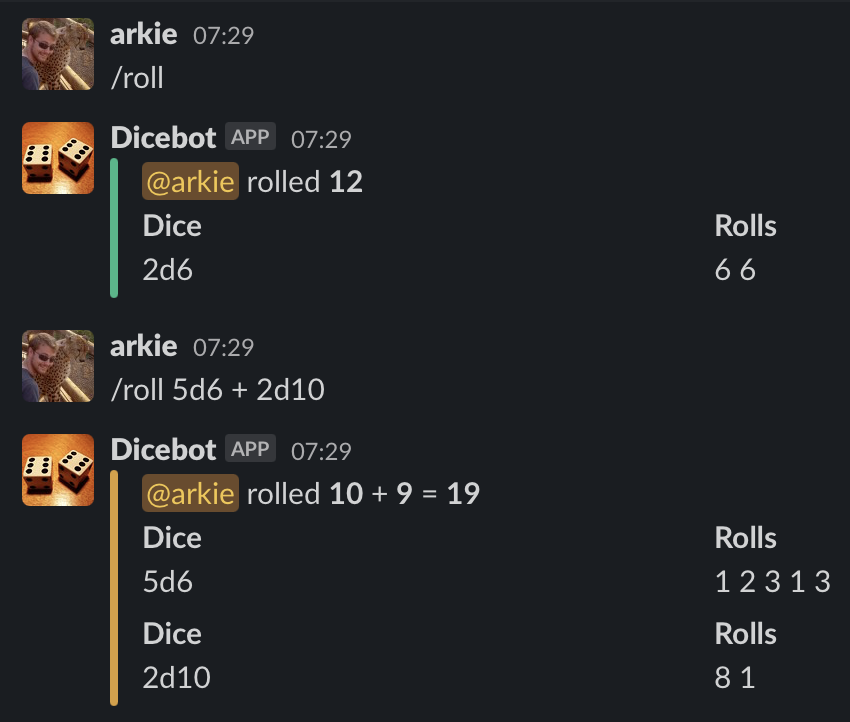 arkie 07:29
/roll
Dicebot APP 07:29
@arkie rolled 12
Dice Rolls
2d6 6 6
arkie 07:29
/roll 5d6 + 2d10
Dicebot APP 07:29
@arkie rolled 10 + 9 = 19
Dice Rolls
5d6 1 2 3 1 3
Dice Rolls
2d10 8 1